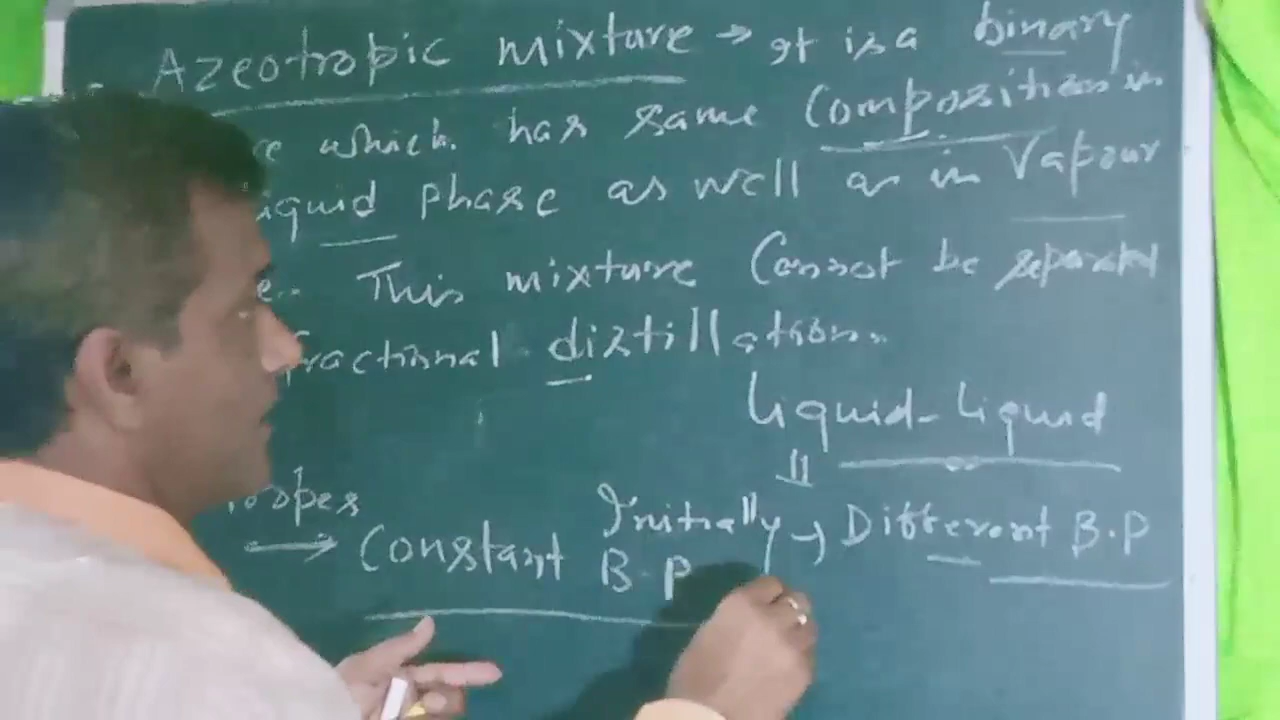 Azeotropic mixture → It is a binary
which has same composition in
liquid phase as well as in Vapour
This mixture Cannot be separated
fractional distillation.
Liquid-Liquid
Initially → Different B.P
→ Constant B.P